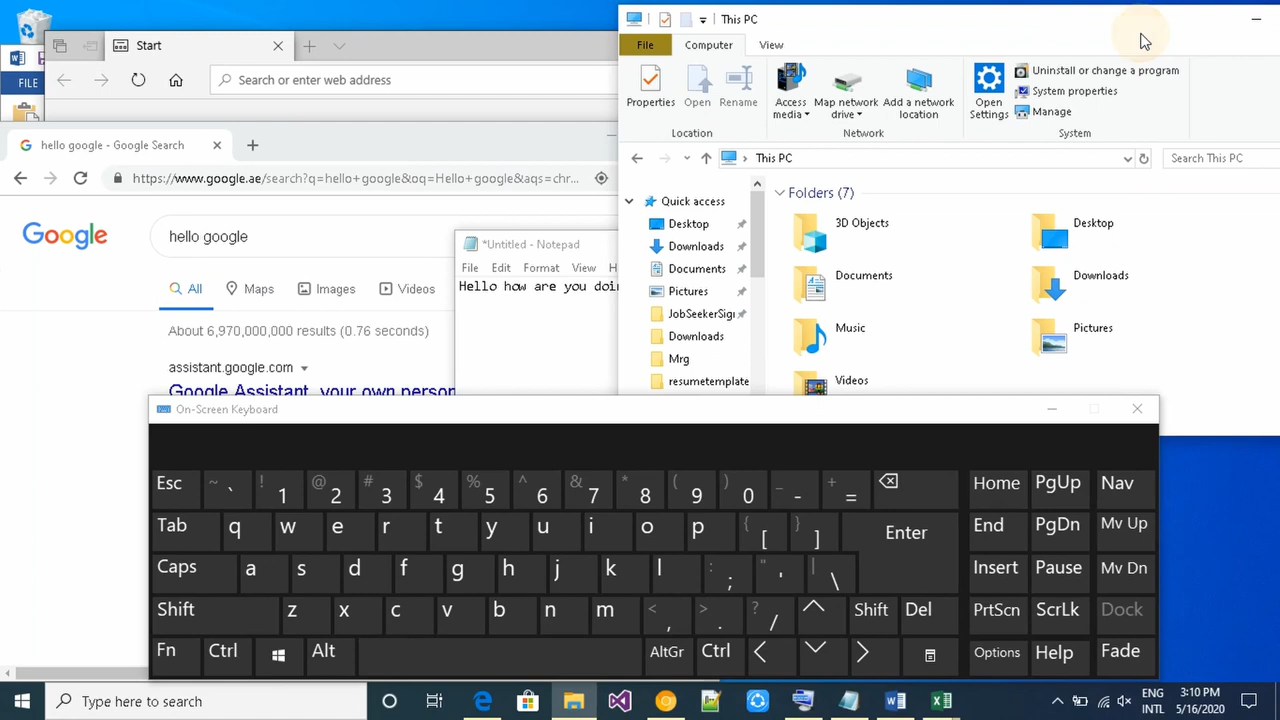 This PC
File Computer View
Properties Open Rename Access media Map network drive Add a network location Open Settings
Uninstall or change a program
System properties
Manage
Location Network System
This PC
Search This PC
Quick access
Desktop
Downloads
Documents
Pictures
JobSeekerSig
Downloads
Mrg
resumetemplate
Folders (7)
3D Objects
Desktop
Documents
Downloads
Music
Pictures
Videos
FILE
Start
Search or enter web address
hello google - Google Search
https://www.google.ae/search?q=hello+google&oq=Hello+google&aqs=chr...
Google
hello google
All Maps Images Videos
About 6,970,000,000 results (0.76 seconds)
assistant.google.com
Google Assistant, your own person
*Untitled - Notepad
File Edit Format View H
Hello how are you doin
On-Screen Keyboard
Esc ~ ` ! 1 @ 2 # 3 $ 4 % 5 ^ 6 & 7 * 8 ( 9 ) 0 _ - + = Home PgUp Nav
Tab q w e r t y u i o p { [ } ] Enter End PgDn Mv Up
Caps a s d f g h j k l : ; " ' | \ Insert Pause Mv Dn
Shift z x c v b n m < , > . ? / Shift Del PrtScn ScrLk Dock
Fn Ctrl Alt AltGr Ctrl Options Help Fade
Type here to search
ENG
INTL
3:10 PM
5/16/2020